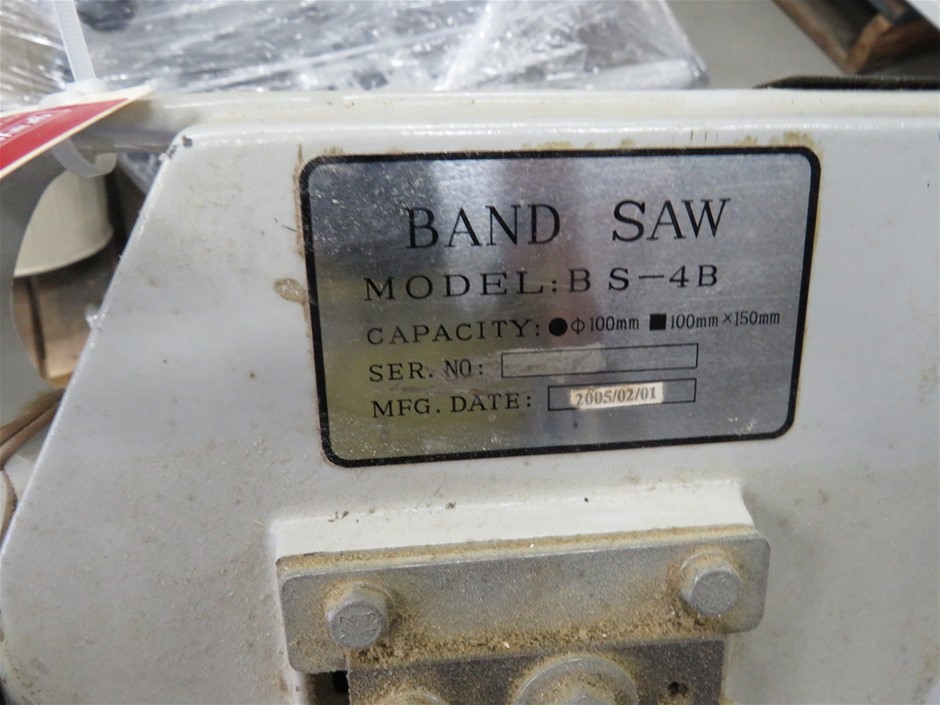 BAND SAW
MODEL: BS-4B
CAPACITY: ●Φ100mm ■100mm×150mm
SER. NO:
MFG. DATE: 2005/02/01